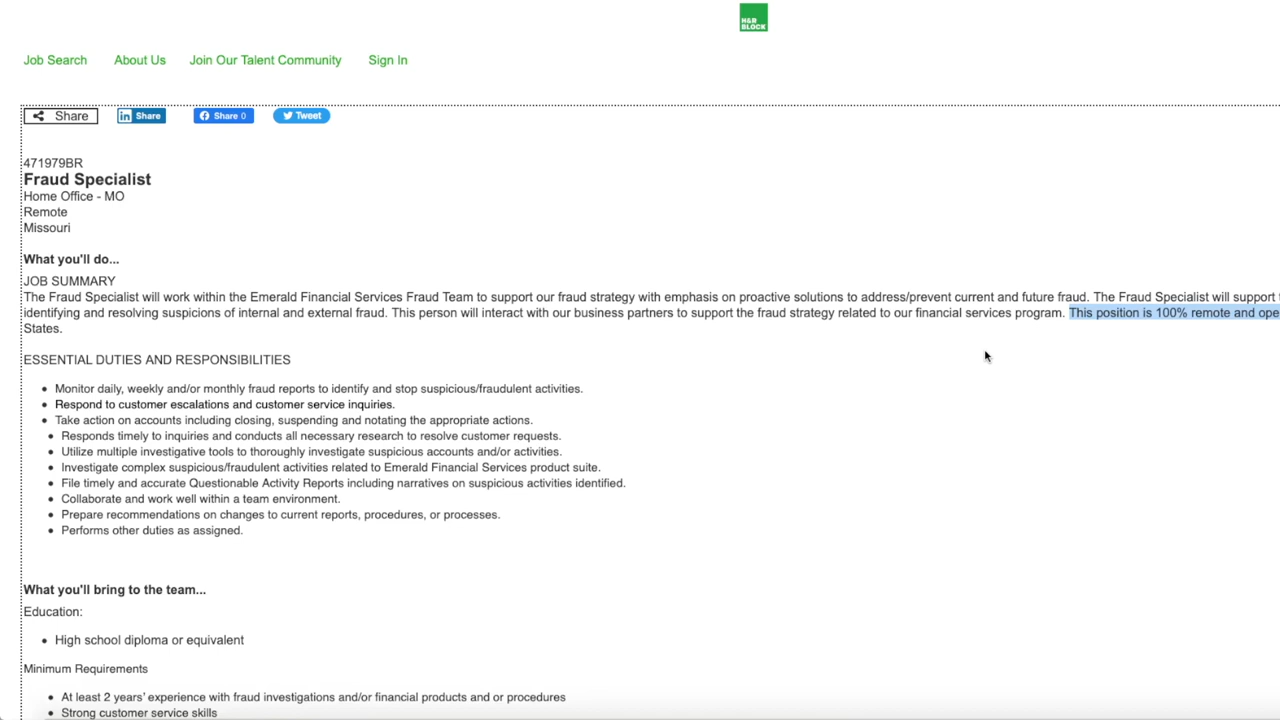 H&R
BLOCK
Job Search About Us Join Our Talent Community Sign In
Share Share Share 0 Tweet
471979BR
Fraud Specialist
Home Office - MO
Remote
Missouri
What you'll do...
JOB SUMMARY
The Fraud Specialist will work within the Emerald Financial Services Fraud Team to support our fraud strategy with emphasis on proactive solutions to address/prevent current and future fraud. The Fraud Specialist will support
identifying and resolving suspicions of internal and external fraud. This person will interact with our business partners to support the fraud strategy related to our financial services program. This position is 100% remote and ope
States.
ESSENTIAL DUTIES AND RESPONSIBILITIES
Monitor daily, weekly and/or monthly fraud reports to identify and stop suspicious/fraudulent activities.
Respond to customer escalations and customer service inquiries.
Take action on accounts including closing, suspending and notating the appropriate actions.
Responds timely to inquiries and conducts all necessary research to resolve customer requests.
Utilize multiple investigative tools to thoroughly investigate suspicious accounts and/or activities.
Investigate complex suspicious/fraudulent activities related to Emerald Financial Services product suite.
File timely and accurate Questionable Activity Reports including narratives on suspicious activities identified.
Collaborate and work well within a team environment.
Prepare recommendations on changes to current reports, procedures, or processes.
Performs other duties as assigned.
What you'll bring to the team...
Education:
High school diploma or equivalent
Minimum Requirements
At least 2 years' experience with fraud investigations and/or financial products and or procedures
Strong customer service skills